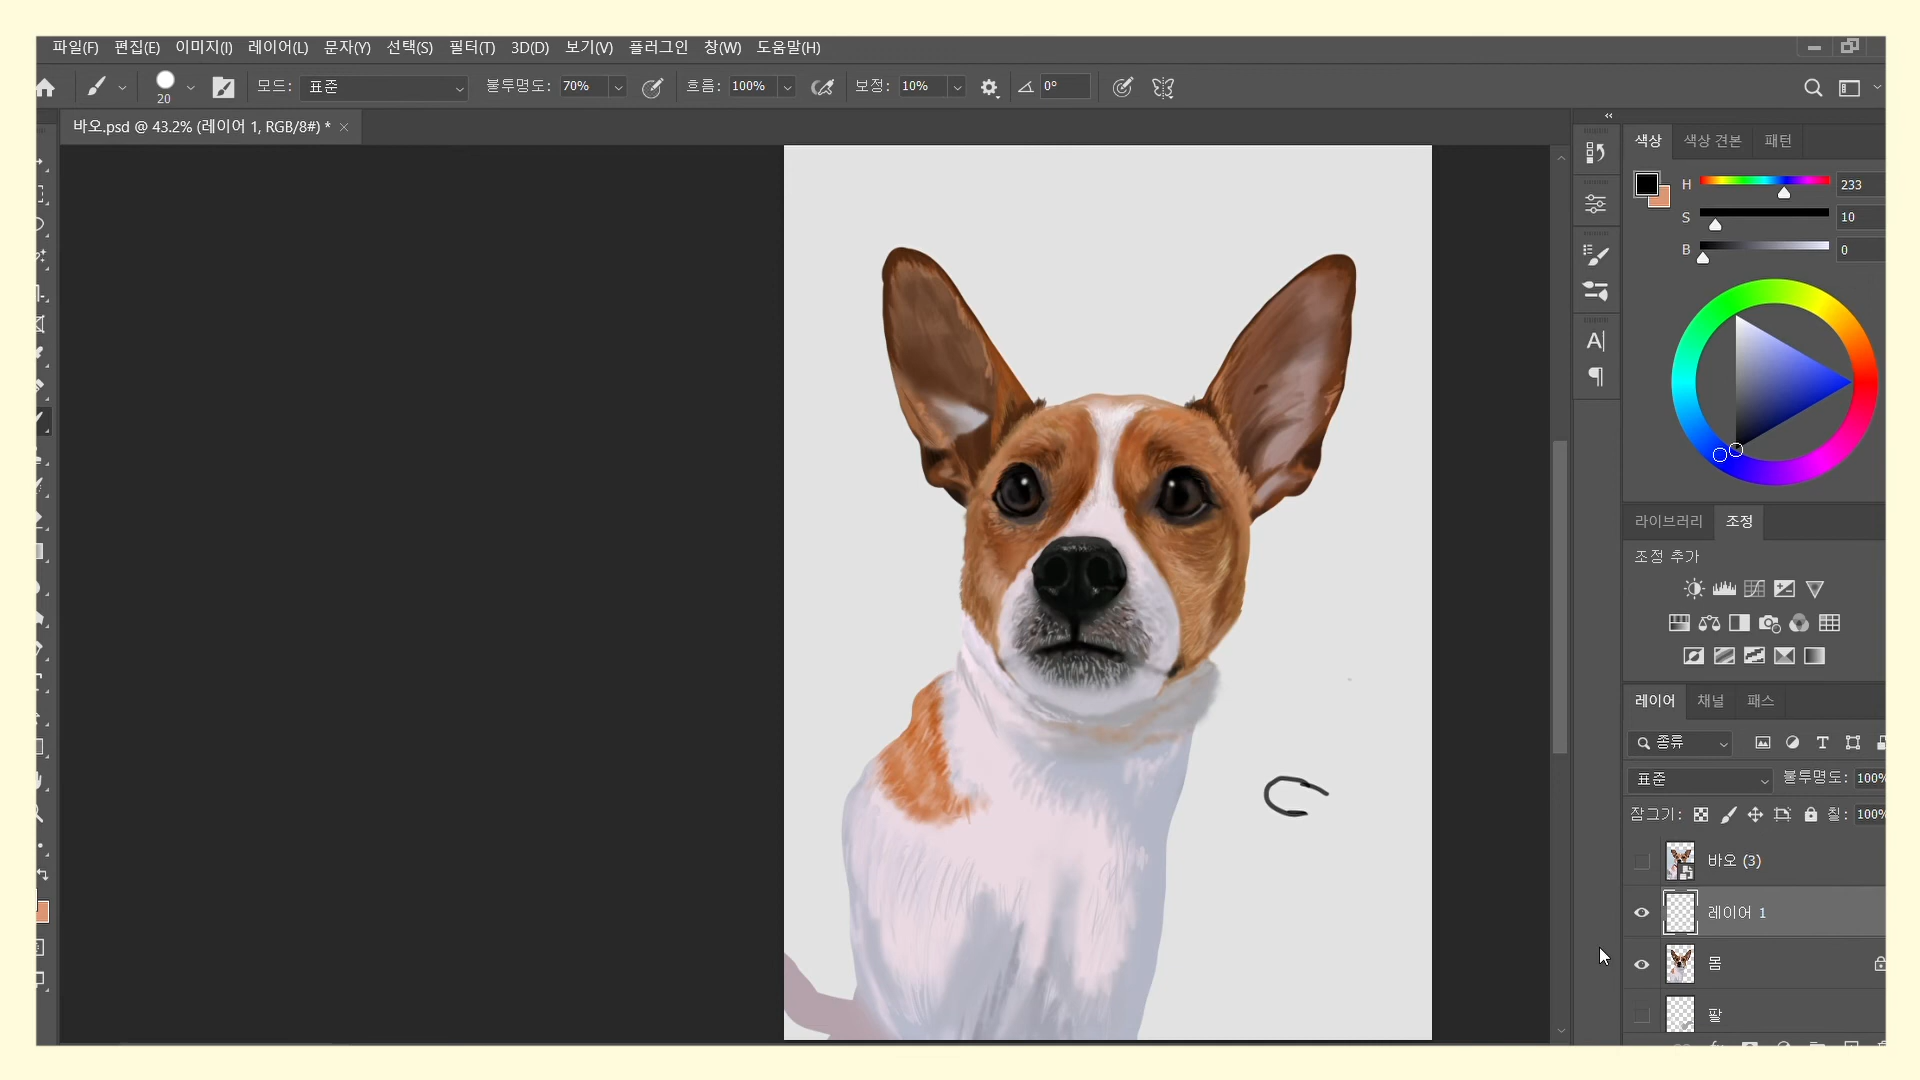 파일(F) 편집(E) 이미지(I) 레이어(L) 문자(Y) 선택(S) 필터(T) 3D(D) 보기(V) 플러그인 창(W) 도움말(H)
20 모드: 표준 불투명도: 70% 흐름: 100% 보정: 10% 0°
바오.psd @ 43.2% (레이어 1, RGB/8#) *
색상 색상 견본 패턴
H 233
S 10
B 0
라이브러리 조정
조정 추가
레이어 채널 패스
종류
표준 불투명도: 100%
잠그기: 칠: 100%
바오 (3)
레이어 1
몸
팔